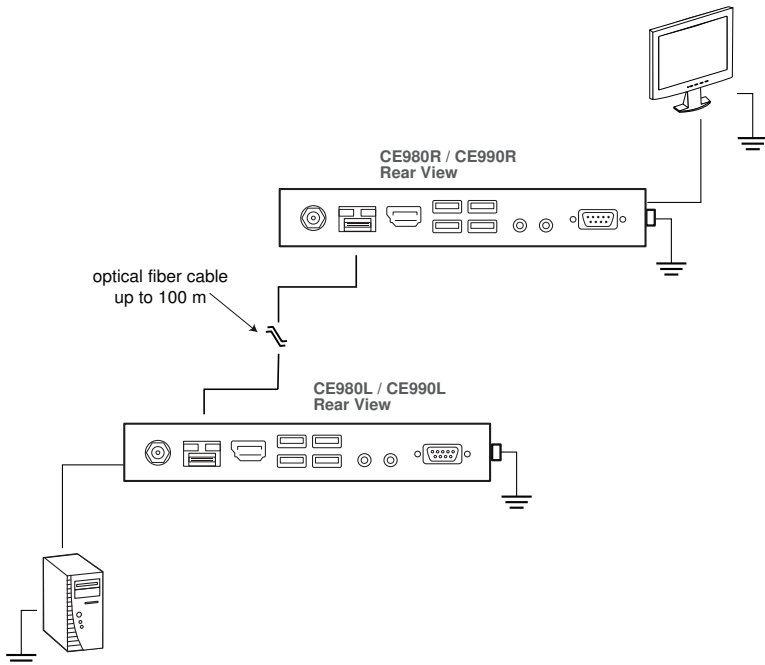 CE980R / CE990R
Rear View
optical fiber cable
up to 100 m
CE980L / CE990L
Rear View